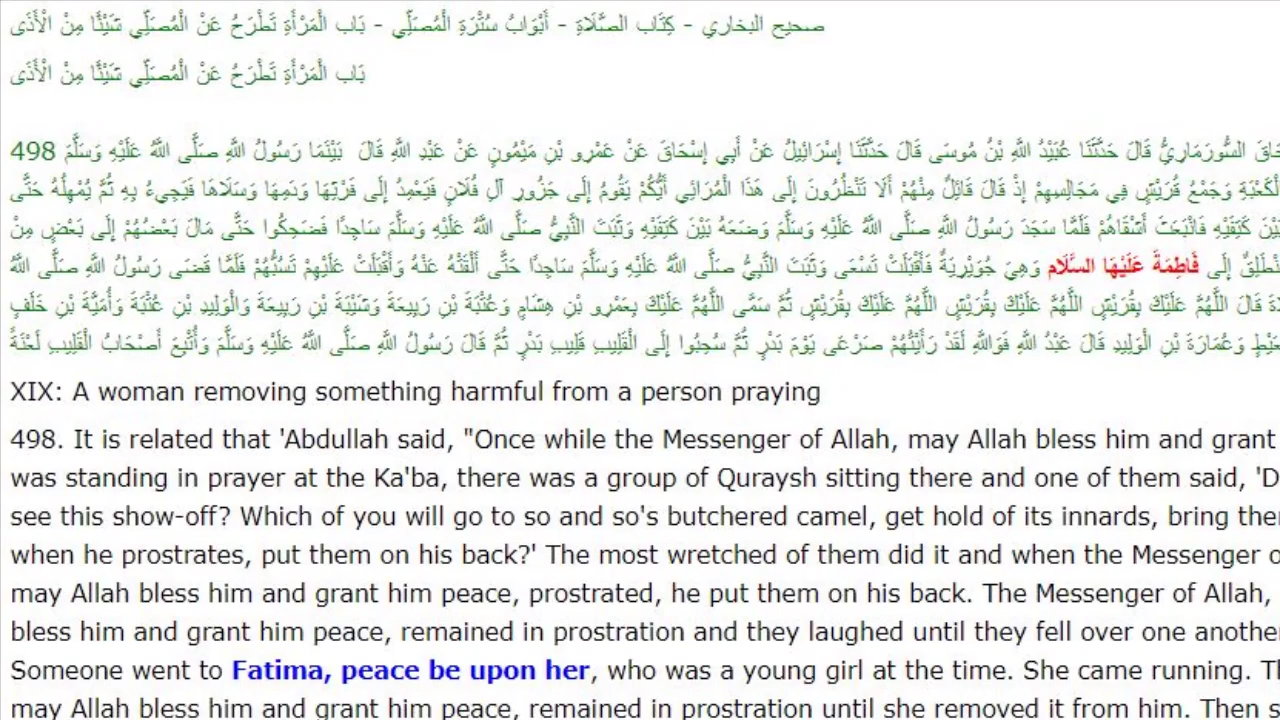 صحيح البخاري - كِتَاب الصَّلَاةِ - أَبْوَابُ سُتْرَةِ الْمُصَلِّي - بَاب الْمَرْأَةِ تَطْرَحُ عَنْ الْمُصَلِّي شَيْئًا مِنْ الْأَذَى
بَاب الْمَرْأَةِ تَطْرَحُ عَنْ الْمُصَلِّي شَيْئًا مِنْ الْأَذَى
السُّورَمَارِيُّ قَالَ حَدَّثَنَا عُبَيْدُ اللَّهِ بْنُ مُوسَى قَالَ حَدَّثَنَا إِسْرَائِيلُ عَنْ أَبِي إِسْحَاقَ عَنْ عَمْرِو بْنِ مَيْمُونٍ عَنْ عَبْدِ اللَّهِ قَالَ بَيْنَمَا رَسُولُ اللَّهِ صَلَّى اللَّهُ عَلَيْهِ وَسَلَّمَ 498
الْكَعْبَةِ وَجَمْعُ قُرَيْشٍ فِي مَجَالِسِهِمْ إِذْ قَالَ قَائِلٌ مِنْهُمْ أَلَا تَنْظُرُونَ إِلَى هَذَا الْمُرَائِي أَيُّكُمْ يَقُومُ إِلَى جَزُورِ آلِ فُلَانٍ فَيَعْمِدُ إِلَى فَرْثِهَا وَدَمِهَا وَسَلَاهَا فَيَجِيءُ بِهِ ثُمَّ يُمْهِلُهُ حَتَّى
بَيْنَ كَتِفَيْهِ فَانْبَعَثَ أَشْقَاهُمْ فَلَمَّا سَجَدَ رَسُولُ اللَّهِ صَلَّى اللَّهُ عَلَيْهِ وَسَلَّمَ وَضَعَهُ بَيْنَ كَتِفَيْهِ وَثَبَتَ النَّبِيُّ صَلَّى اللَّهُ عَلَيْهِ وَسَلَّمَ سَاجِدًا فَضَحِكُوا حَتَّى مَالَ بَعْضُهُمْ إِلَى بَعْضٍ مِنْ
إِلَى فَاطِمَةَ عَلَيْهَا السَّلَام وَهِيَ جُوَيْرِيَةٌ فَأَقْبَلَتْ تَسْعَى وَثَبَتَ النَّبِيُّ صَلَّى اللَّهُ عَلَيْهِ وَسَلَّمَ سَاجِدًا حَتَّى أَلْقَتْهُ عَنْهُ وَأَقْبَلَتْ عَلَيْهِمْ تَسُبُّهُمْ فَلَمَّا قَضَى رَسُولُ اللَّهِ صَلَّى اللَّهُ
قَالَ اللَّهُمَّ عَلَيْكَ بِقُرَيْشٍ اللَّهُمَّ عَلَيْكَ بِقُرَيْشٍ اللَّهُمَّ عَلَيْكَ بِقُرَيْشٍ ثُمَّ سَمَّى اللَّهُمَّ عَلَيْكَ بِعَمْرِو بْنِ هِشَامٍ وَعُتْبَةَ بْنِ رَبِيعَةَ وَشَيْبَةَ بْنِ رَبِيعَةَ وَالْوَلِيدِ بْنِ عُتْبَةَ وَأُمَيَّةَ بْنِ خَلَفٍ
وَعُمَارَةَ بْنِ الْوَلِيدِ قَالَ عَبْدُ اللَّهِ فَوَاللَّهِ لَقَدْ رَأَيْتُهُمْ صَرْعَى يَوْمَ بَدْرٍ ثُمَّ سُحِبُوا إِلَى الْقَلِيبِ قَلِيبِ بَدْرٍ ثُمَّ قَالَ رَسُولُ اللَّهِ صَلَّى اللَّهُ عَلَيْهِ وَسَلَّمَ وَأُتْبِعَ أَصْحَابُ الْقَلِيبِ لَعْنَةً
XIX: A woman removing something harmful from a person praying
498. It is related that 'Abdullah said, "Once while the Messenger of Allah, may Allah bless him and grant
was standing in prayer at the Ka'ba, there was a group of Quraysh sitting there and one of them said, 'D
see this show-off? Which of you will go to so and so's butchered camel, get hold of its innards, bring the
when he prostrates, put them on his back?' The most wretched of them did it and when the Messenger o
may Allah bless him and grant him peace, prostrated, he put them on his back. The Messenger of Allah,
bless him and grant him peace, remained in prostration and they laughed until they fell over one anothe
Someone went to Fatima, peace be upon her, who was a young girl at the time. She came running. T
may Allah bless him and grant him peace, remained in prostration until she removed it from him. Then s